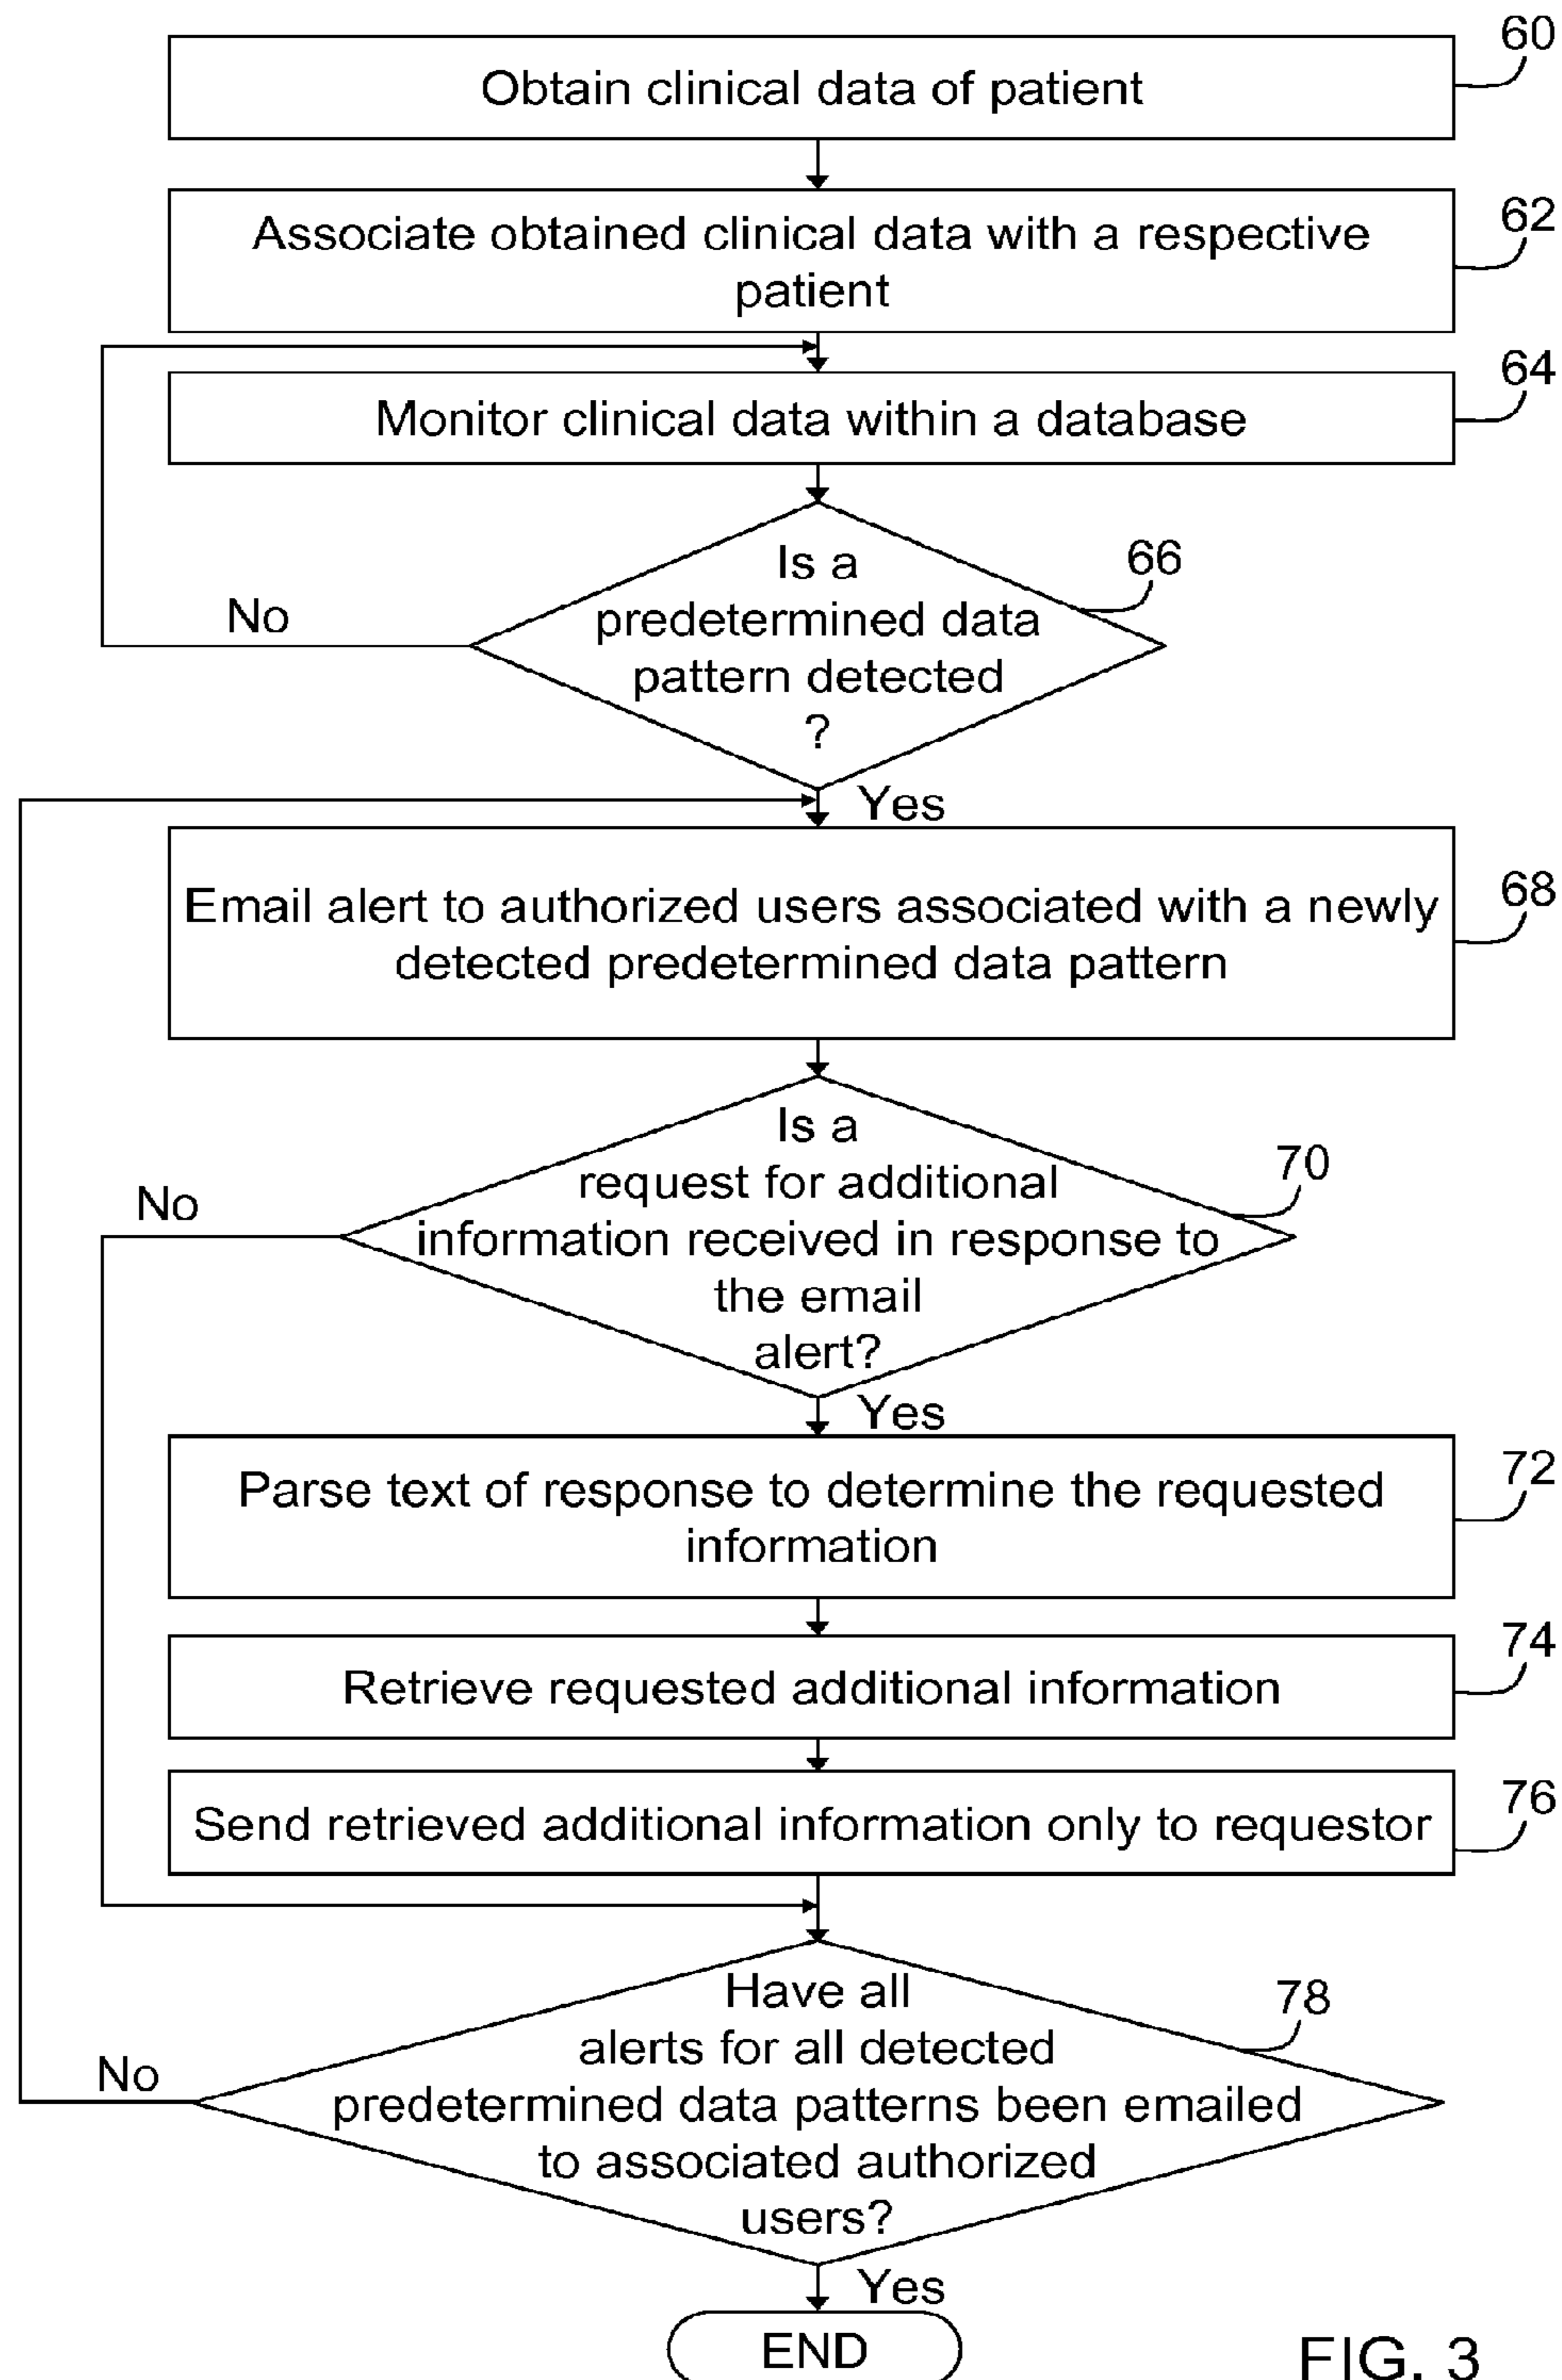 60
Obtain clinical data of patient
62
Associate obtained clinical data with a respective
patient
64
Monitor clinical data within a database
66
Is a
predetermined data
pattern detected
?
No
Yes
68
Email alert to authorized users associated with a newly
detected predetermined data pattern
70
Is a
request for additional
information received in response to
the email
alert?
No
Yes
72
Parse text of response to determine the requested
information
74
Retrieve requested additional information
76
Send retrieved additional information only to requestor
78
Have all
alerts for all detected
predetermined data patterns been emailed
to associated authorized
users?
No
Yes
END
FIG. 3